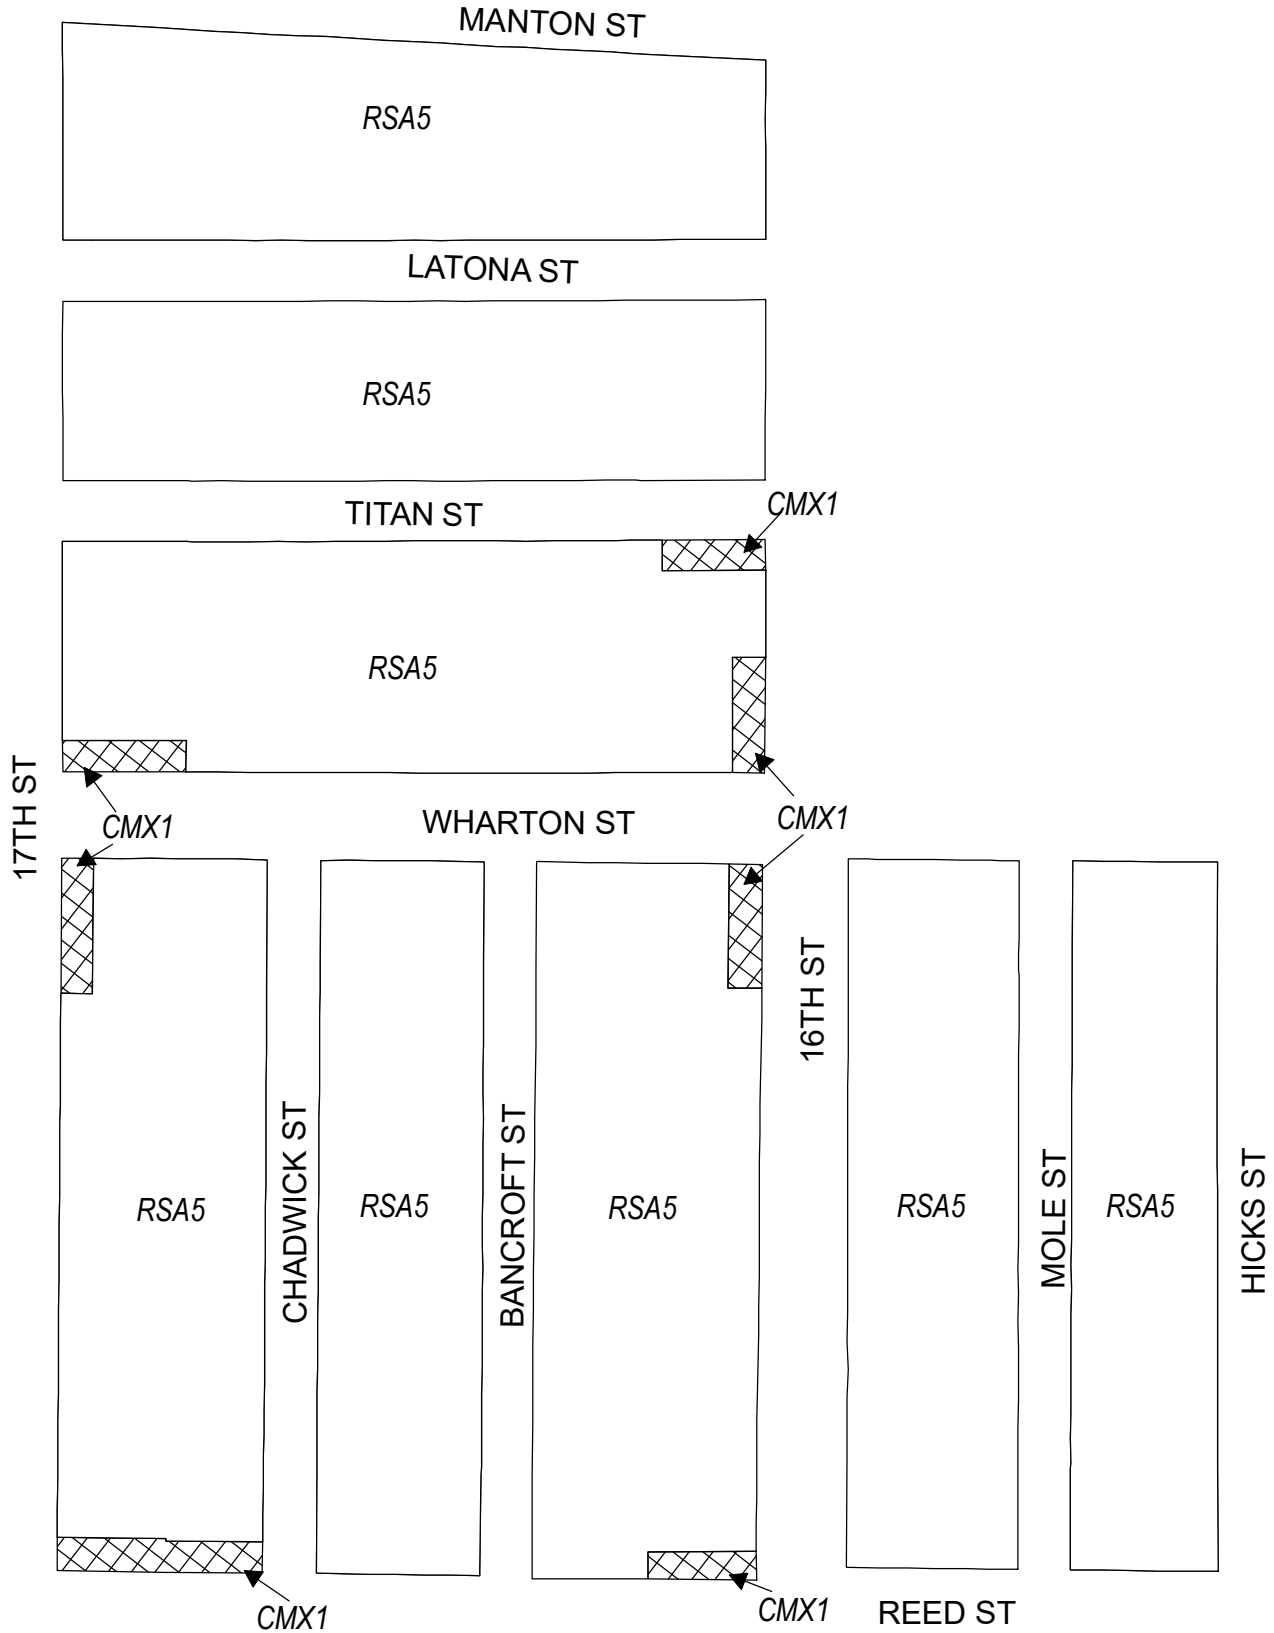 MANTON ST
RSA5
LATONA ST
RSA5
TITAN ST
CMX1
RSA5
17TH ST
CMX1
WHARTON ST
CMX1
16TH ST
CHADWICK ST
BANCROFT ST
MOLE ST
HICKS ST
RSA5
RSA5
RSA5
RSA5
RSA5
CMX1
CMX1
REED ST